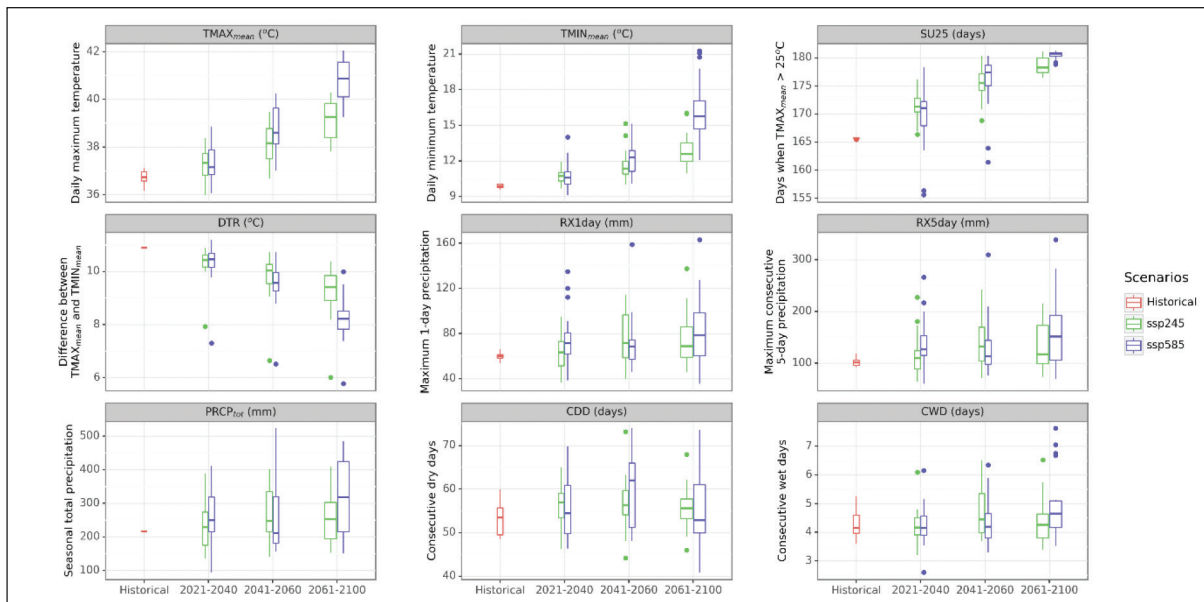 TMAXmean (°C)
TMINmean (°C)
SU25 (days)
Daily maximum temperature
42
40
38
36
Daily minimum temperature
21
18
15
12
9
Days when TMAXmean > 25°C
180
175
170
165
160
155
DTR (°C)
RX1day (mm)
RX5day (mm)
Difference between
TMAXmean and TMINmean
10
8
6
Maximum 1-day precipitation
160
120
80
40
Maximum consecutive
5-day precipitation
300
200
100
PRCPtot (mm)
CDD (days)
CWD (days)
Seasonal total precipitation
500
400
300
200
100
Consecutive dry days
70
60
50
40
Consecutive wet days
7
6
5
4
3
Historical
2021-2040
2041-2060
2061-2100
Historical
2021-2040
2041-2060
2061-2100
Historical
2021-2040
2041-2060
2061-2100
Scenarios
Historical
ssp245
ssp585